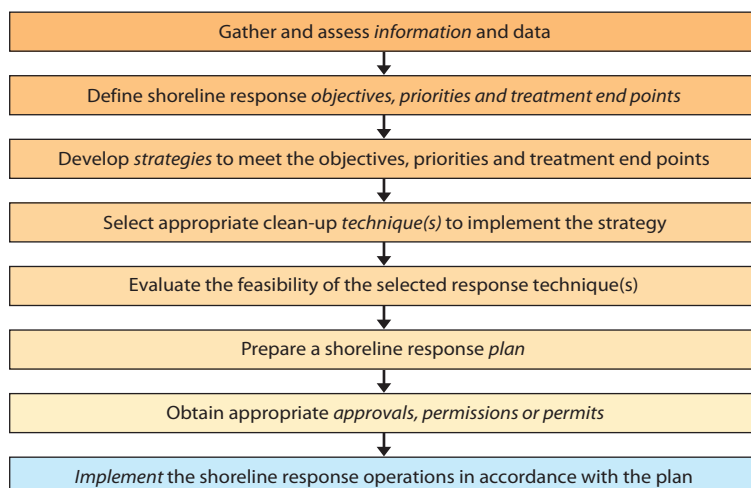 Gather and assess information and data
Define shoreline response objectives, priorities and treatment end points
Develop strategies to meet the objectives, priorities and treatment end points
Select appropriate clean-up technique(s) to implement the strategy
Evaluate the feasibility of the selected response technique(s)
Prepare a shoreline response plan
Obtain appropriate approvals, permissions or permits
Implement the shoreline response operations in accordance with the plan